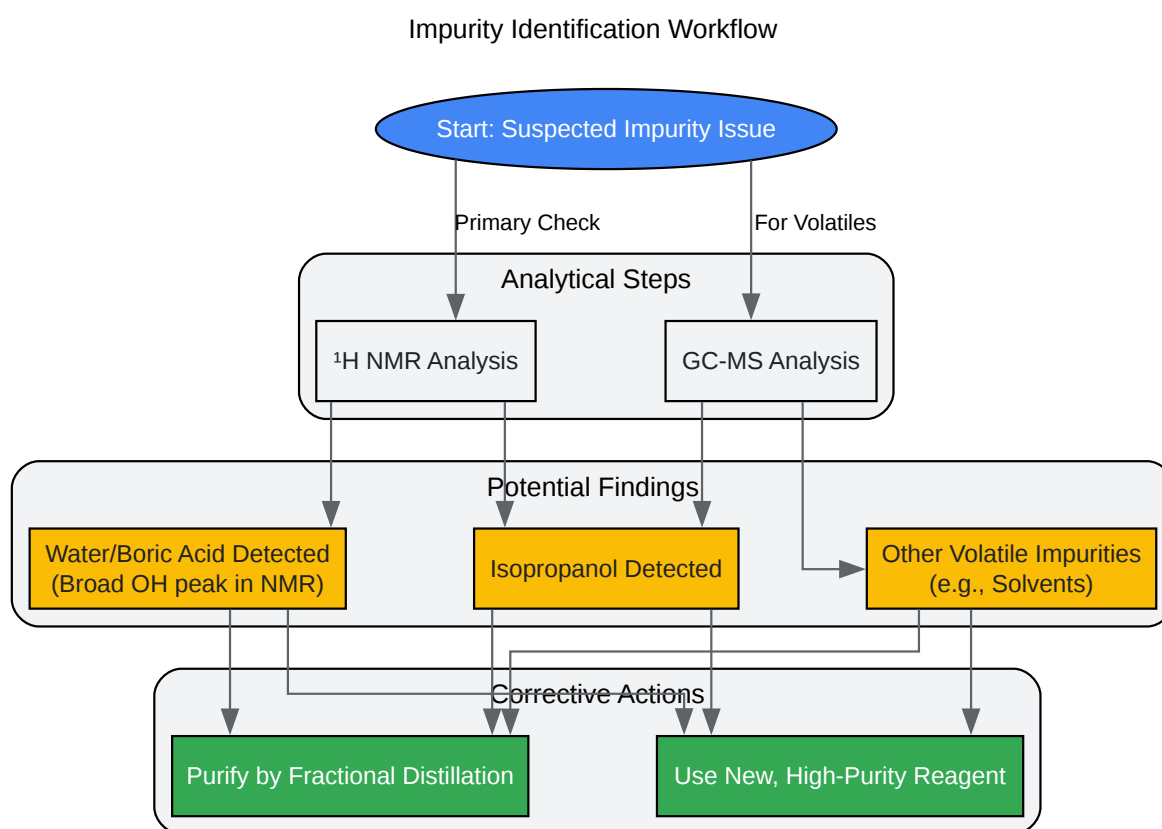 Impurity Identification Workflow
Start: Suspected Impurity Issue
Primary Check
For Volatiles
Analytical Steps
¹H NMR Analysis
GC-MS Analysis
Potential Findings
Water/Boric Acid Detected
(Broad OH peak in NMR)
Isopropanol Detected
Other Volatile Impurities
(e.g., Solvents)
Corrective Actions
Purify by Fractional Distillation
Use New, High-Purity Reagent